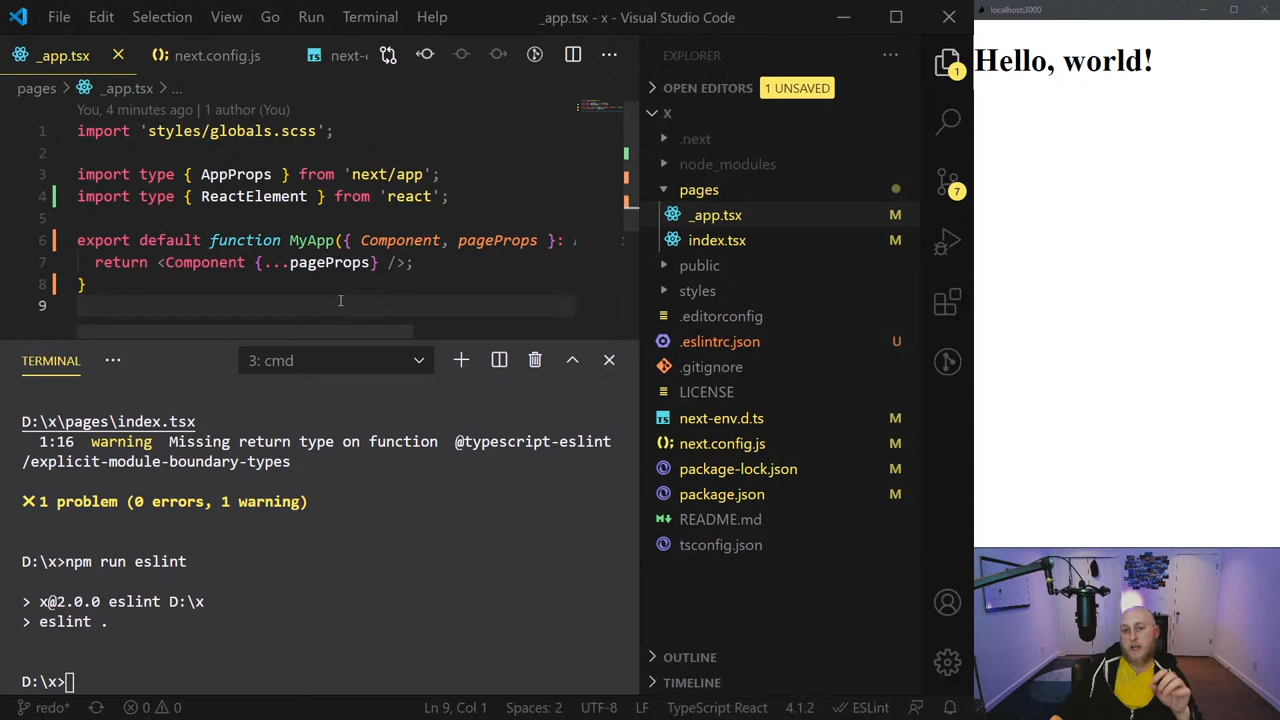 File Edit Selection View Go Run Terminal Help _app.tsx - x - Visual Studio Code
_app.tsx next.config.js TS next-
pages > _app.tsx > ...
You, 4 minutes ago | 1 author (You)
1 import 'styles/globals.scss';
2
3 import type { AppProps } from 'next/app';
4 import type { ReactElement } from 'react';
5
6 export default function MyApp({ Component, pageProps }:
7 return <Component {...pageProps} />;
8 }
9
TERMINAL ... 3: cmd
D:\x\pages\index.tsx
1:16 warning Missing return type on function @typescript-eslint
/explicit-module-boundary-types
✕ 1 problem (0 errors, 1 warning)
D:\x>npm run eslint
> x@2.0.0 eslint D:\x
> eslint .
D:\x>
EXPLORER ...
OPEN EDITORS 1 UNSAVED
X
.next
node_modules
pages
_app.tsx M
index.tsx M
public
styles
.editorconfig
.eslintrc.json U
.gitignore
LICENSE
TS next-env.d.ts M
next.config.js M
package-lock.json M
package.json M
README.md
tsconfig.json
OUTLINE
TIMELINE
1
7
redo* 0 0 Ln 9, Col 1 Spaces: 2 UTF-8 LF TypeScript React 4.1.2 ESLint
localhost:3000
Hello, world!